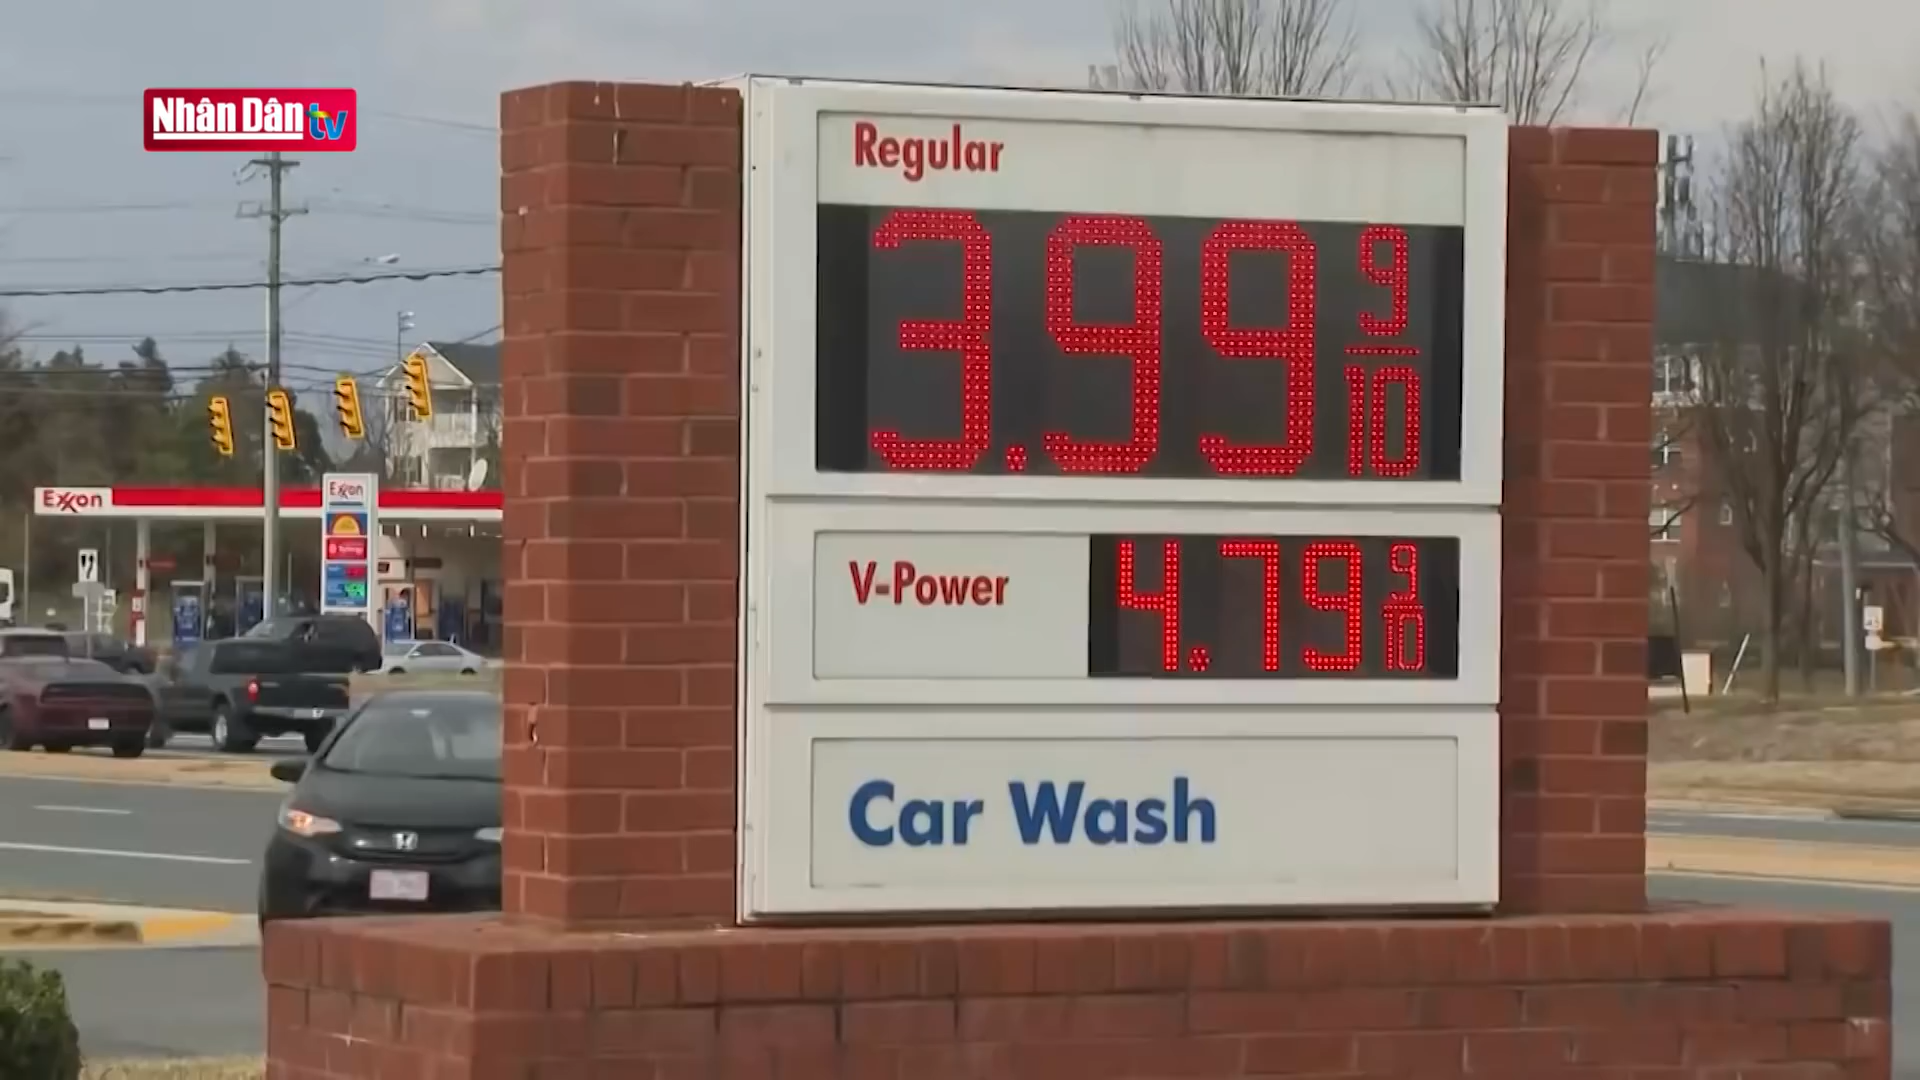 Nhân Dân tv
Regular
3.99 9/10
V-Power
4.79 9/10
Car Wash
Exxon
Exxon